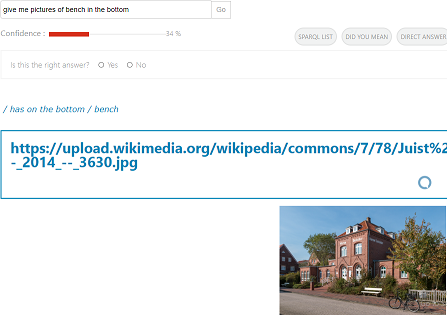 give me pictures of bench in the bottom
Go
Confidence :
34 %
SPARQL LIST
DID YOU MEAN
DIRECT ANSWER
Is this the right answer? Yes No
/ has on the bottom / bench
https://upload.wikimedia.org/wikipedia/commons/7/78/Juist%2
-_2014_--_3630.jpg